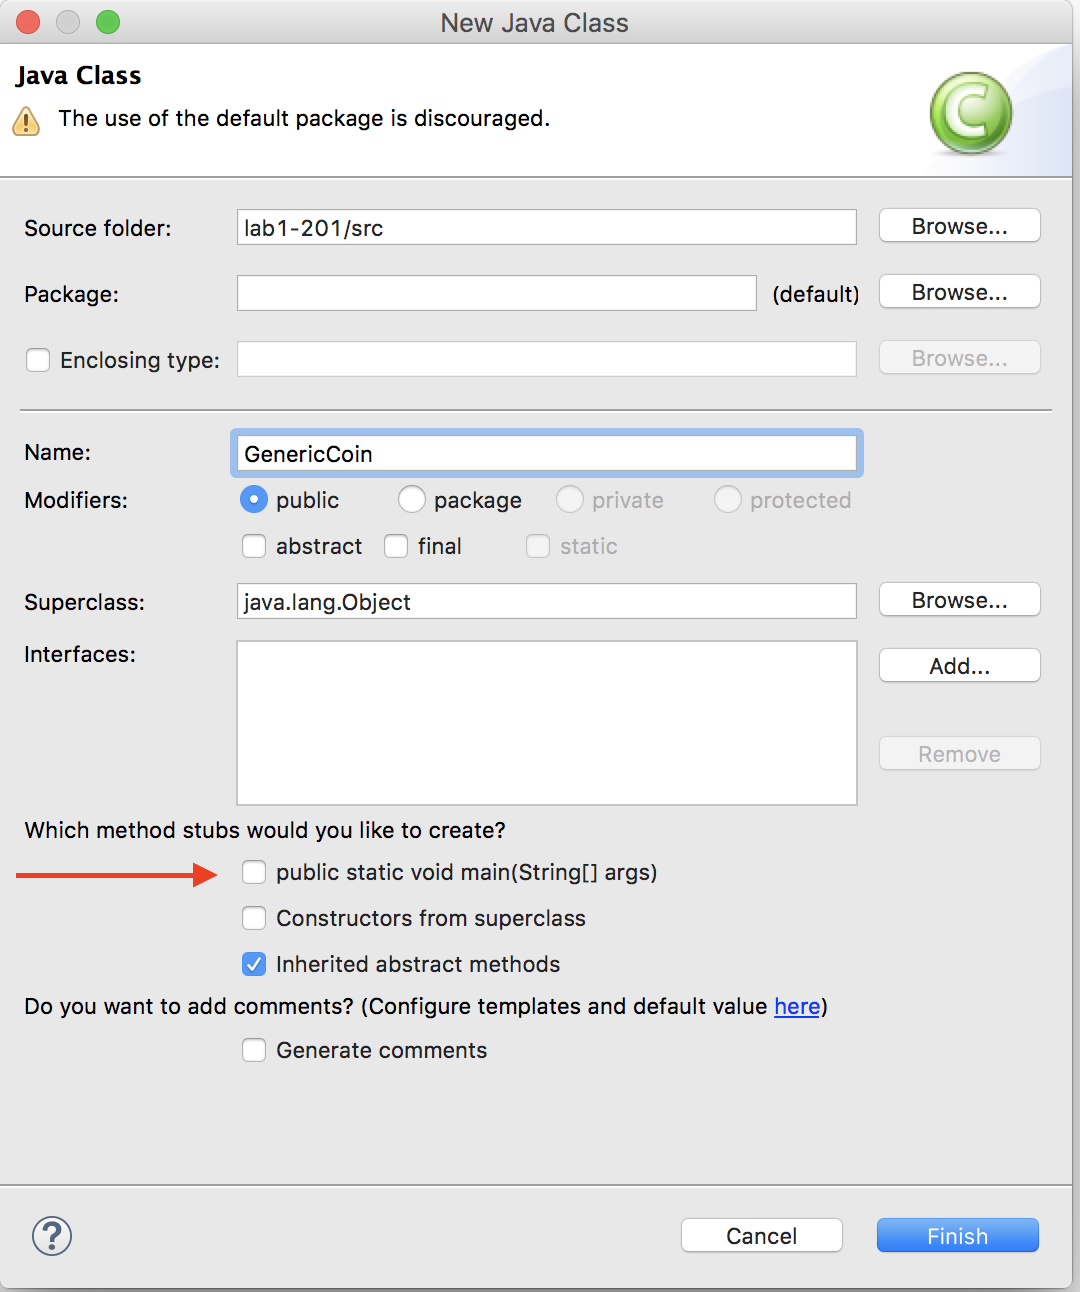 New Java Class
Java Class
The use of the default package is discouraged.
Source folder: lab1-201/src Browse...
Package: (default) Browse...
Enclosing type: Browse...
Name: GenericCoin
Modifiers: public package private protected
abstract final static
Superclass: java.lang.Object Browse...
Interfaces: Add...
Remove
Which method stubs would you like to create?
public static void main(String[] args)
Constructors from superclass
Inherited abstract methods
Do you want to add comments? (Configure templates and default value here)
Generate comments
? Cancel Finish